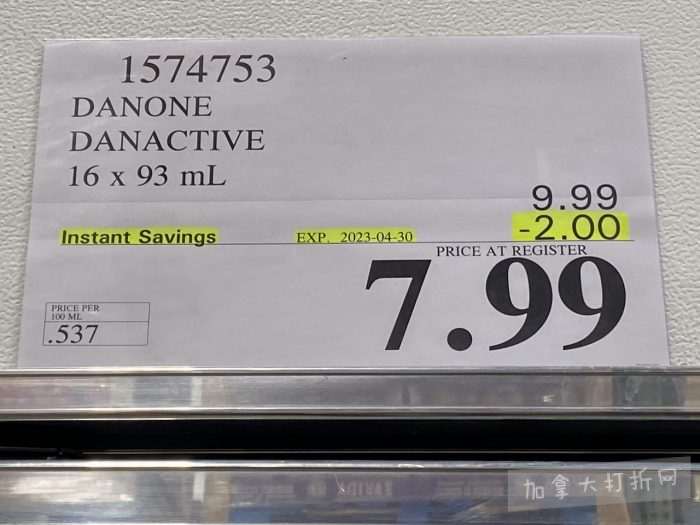 1574753
DANONE
DANACTIVE
16 x 93 mL
9.99
Instant Savings EXP. 2023-04-30 -2.00
PRICE AT REGISTER
7.99
PRICE PER
100 ML
.537
加拿大打折网